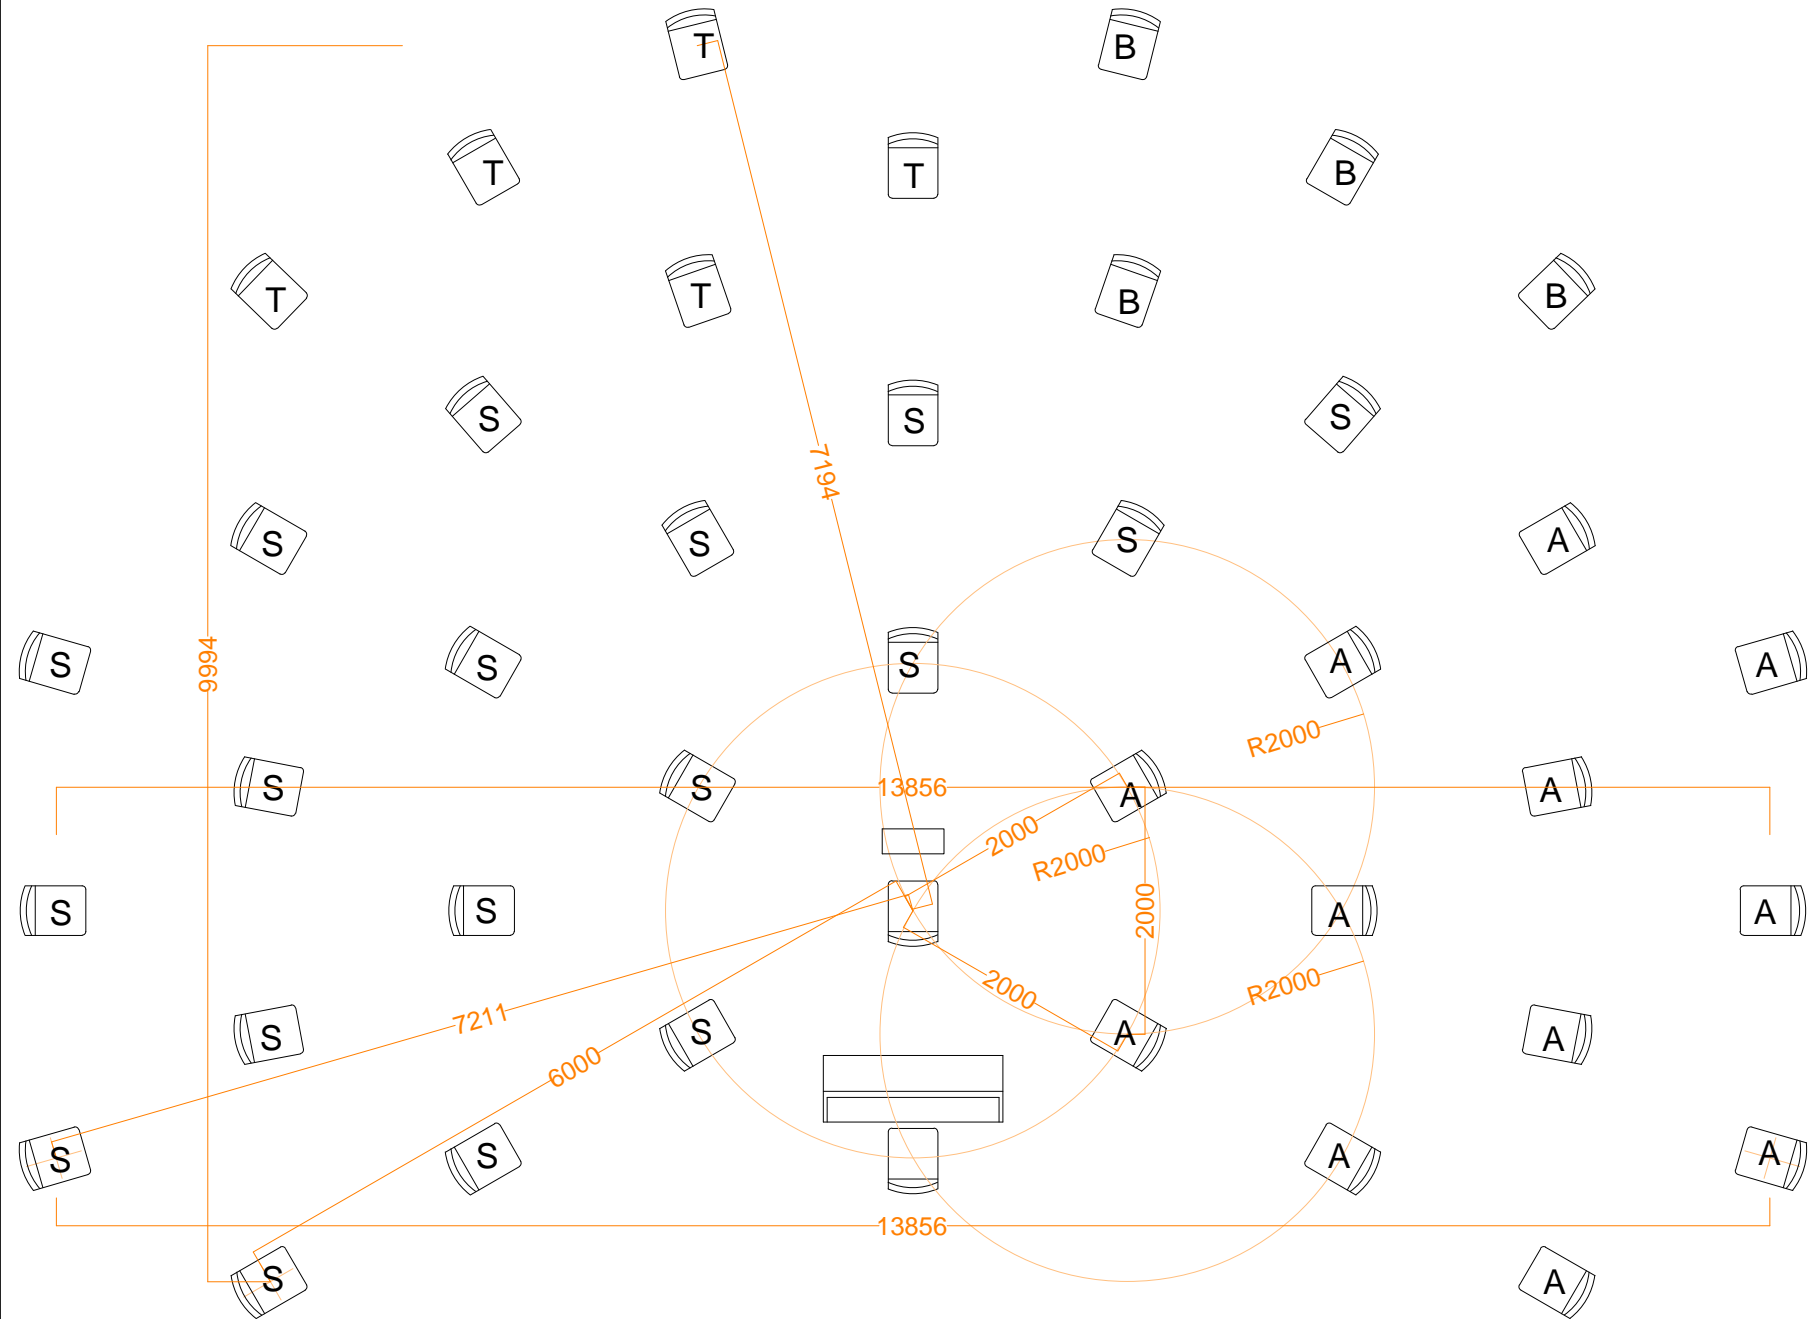 T B
T T B
T T B B
S S S
7194
S S S A
S S S A A
9994
R2000
S S 13856 A A
2000
R2000
S S 2000 A A
2000
R2000
7211
S S A A
6000
S S A A
13856
S A